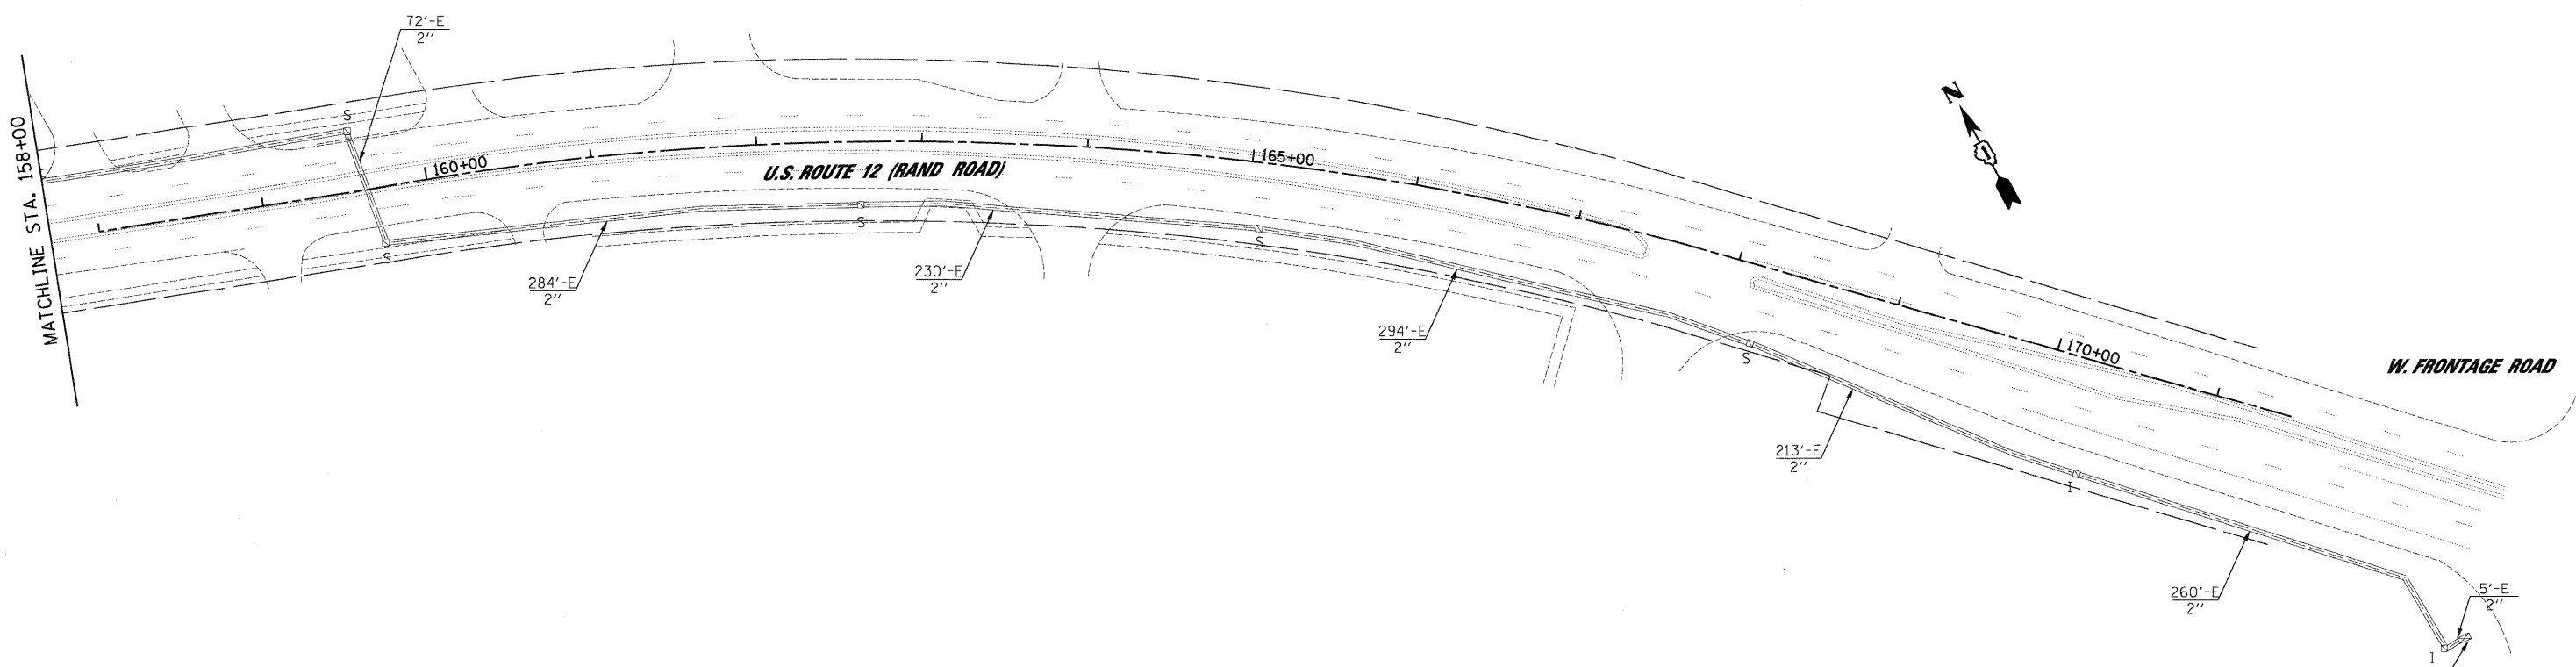 72'-E
2''
N
MATCHLINE STA. 158+00
S
160+00
U.S. ROUTE 12 (RAND ROAD)
165+00
S
S
S
284'-E
2''
230'-E
2''
294'-E
2''
S
170+00
W. FRONTAGE ROAD
213'-E
2''
I
260'-E
2''
5'-E
2''
I